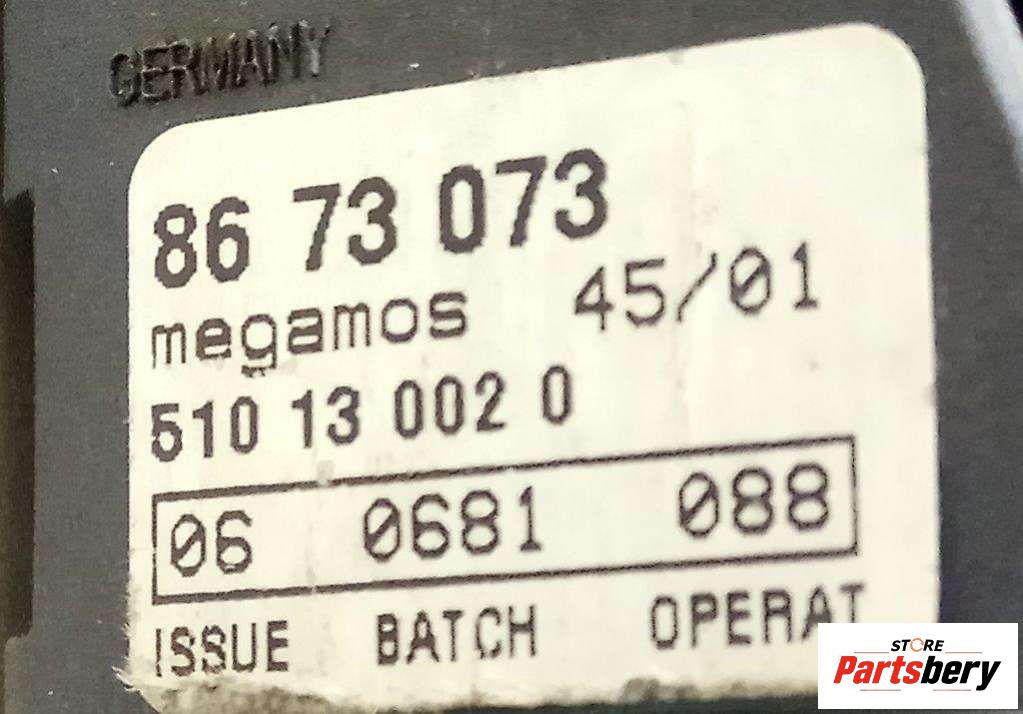 GERMANY
86 73 073
megamos 45/01
510 13 002 0
06 0681 088
ISSUE BATCH OPERAT
STORE
Partsbery